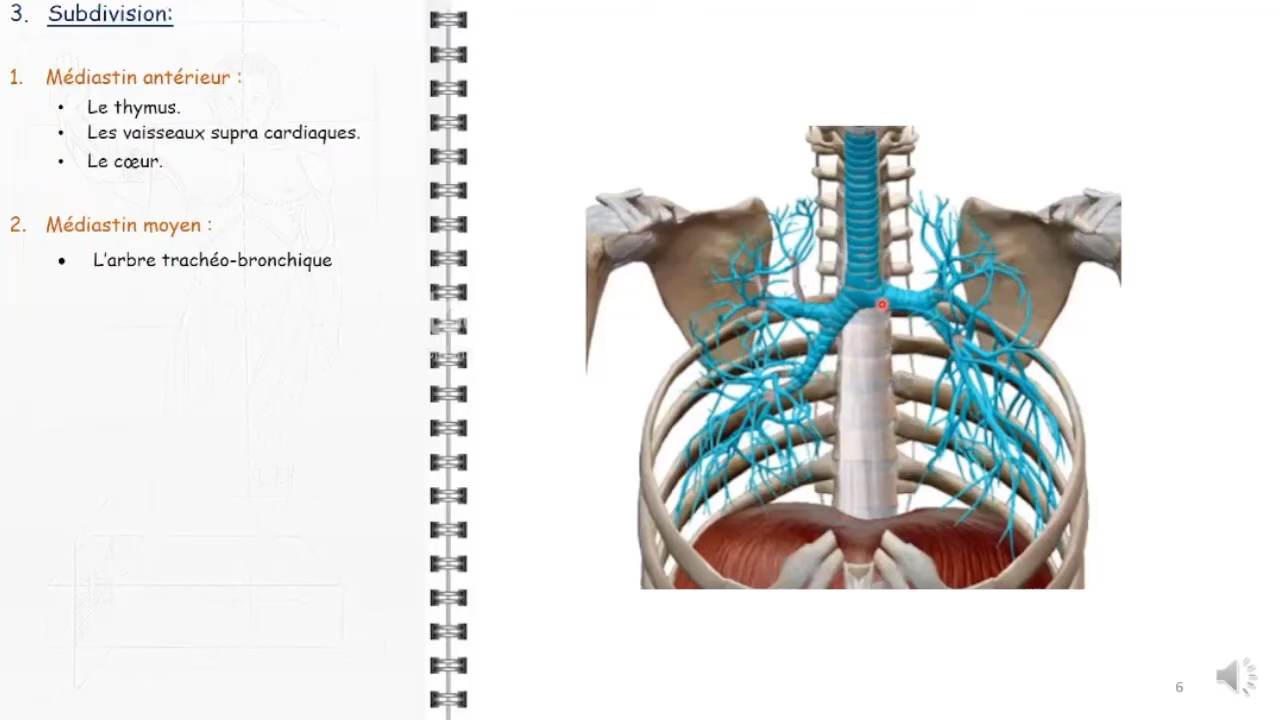 3. Subdivision:
1. Médiastin antérieur :
• Le thymus.
• Les vaisseaux supra cardiaques.
• Le cœur.
2. Médiastin moyen :
• L'arbre trachéo-bronchique
6